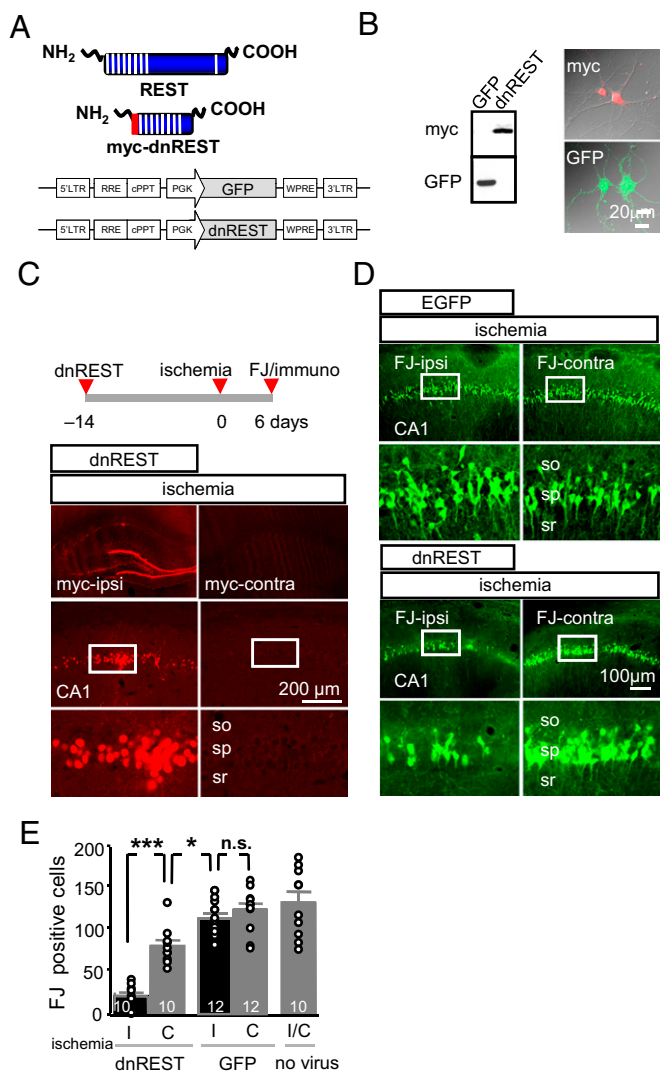 A
NH2 COOH
REST
NH2 COOH
myc-dnREST
5'LTR RRE cPPT PGK GFP WPRE 3'LTR
5'LTR RRE cPPT PGK dnREST WPRE 3'LTR
B
GFP dnREST
myc
GFP
myc
GFP
20µm
C
dnREST ischemia FJ/immuno
–14 0 6 days
dnREST
ischemia
myc-ipsi myc-contra
CA1
200 µm
so
sp
sr
D
EGFP
ischemia
FJ-ipsi FJ-contra
CA1
so
sp
sr
dnREST
ischemia
FJ-ipsi FJ-contra
CA1
100µm
so
sp
sr
E
FJ positive cells
200
150
100
50
0
*** * n.s.
10 10 12 12 10
I C I C I/C
ischemia
dnREST GFP no virus